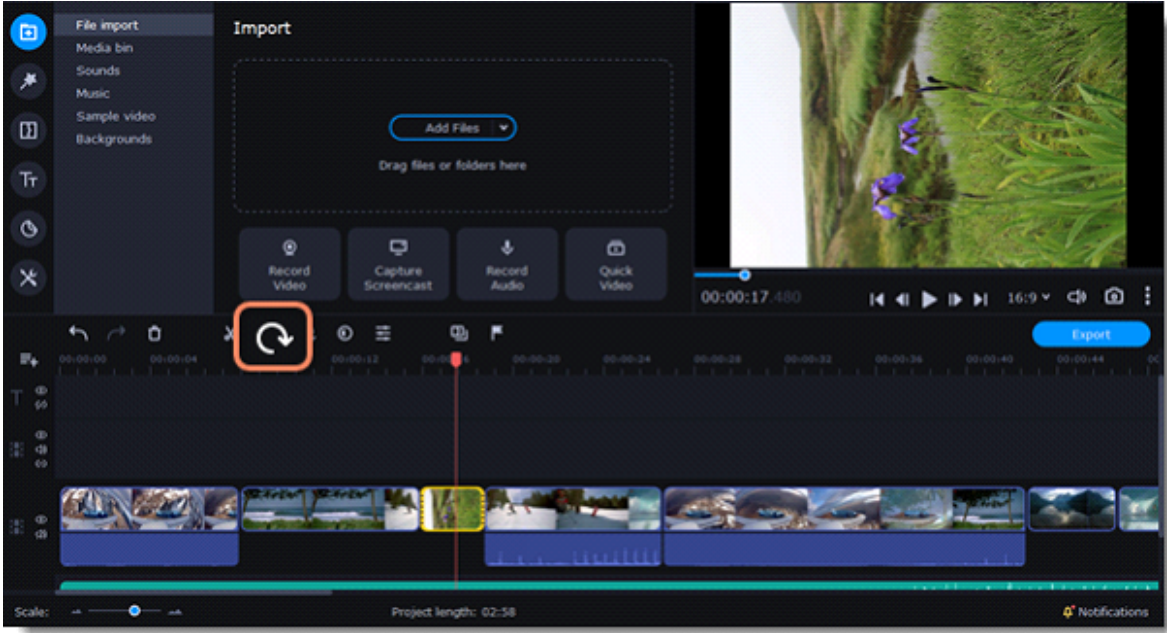 File import
Media bin
Sounds
Music
Sample video
Backgrounds
Import
Add Files
Drag files or folders here
Record
Video
Capture
Screencast
Record
Audio
Quick
Video
00:00:17.480
16:9
Export
00:00:00
00:00:04
00:00:12
00:00:20
00:00:24
00:00:28
00:00:32
00:00:36
00:00:40
00:00:44
Scale:
Project length: 02:58
Notifications